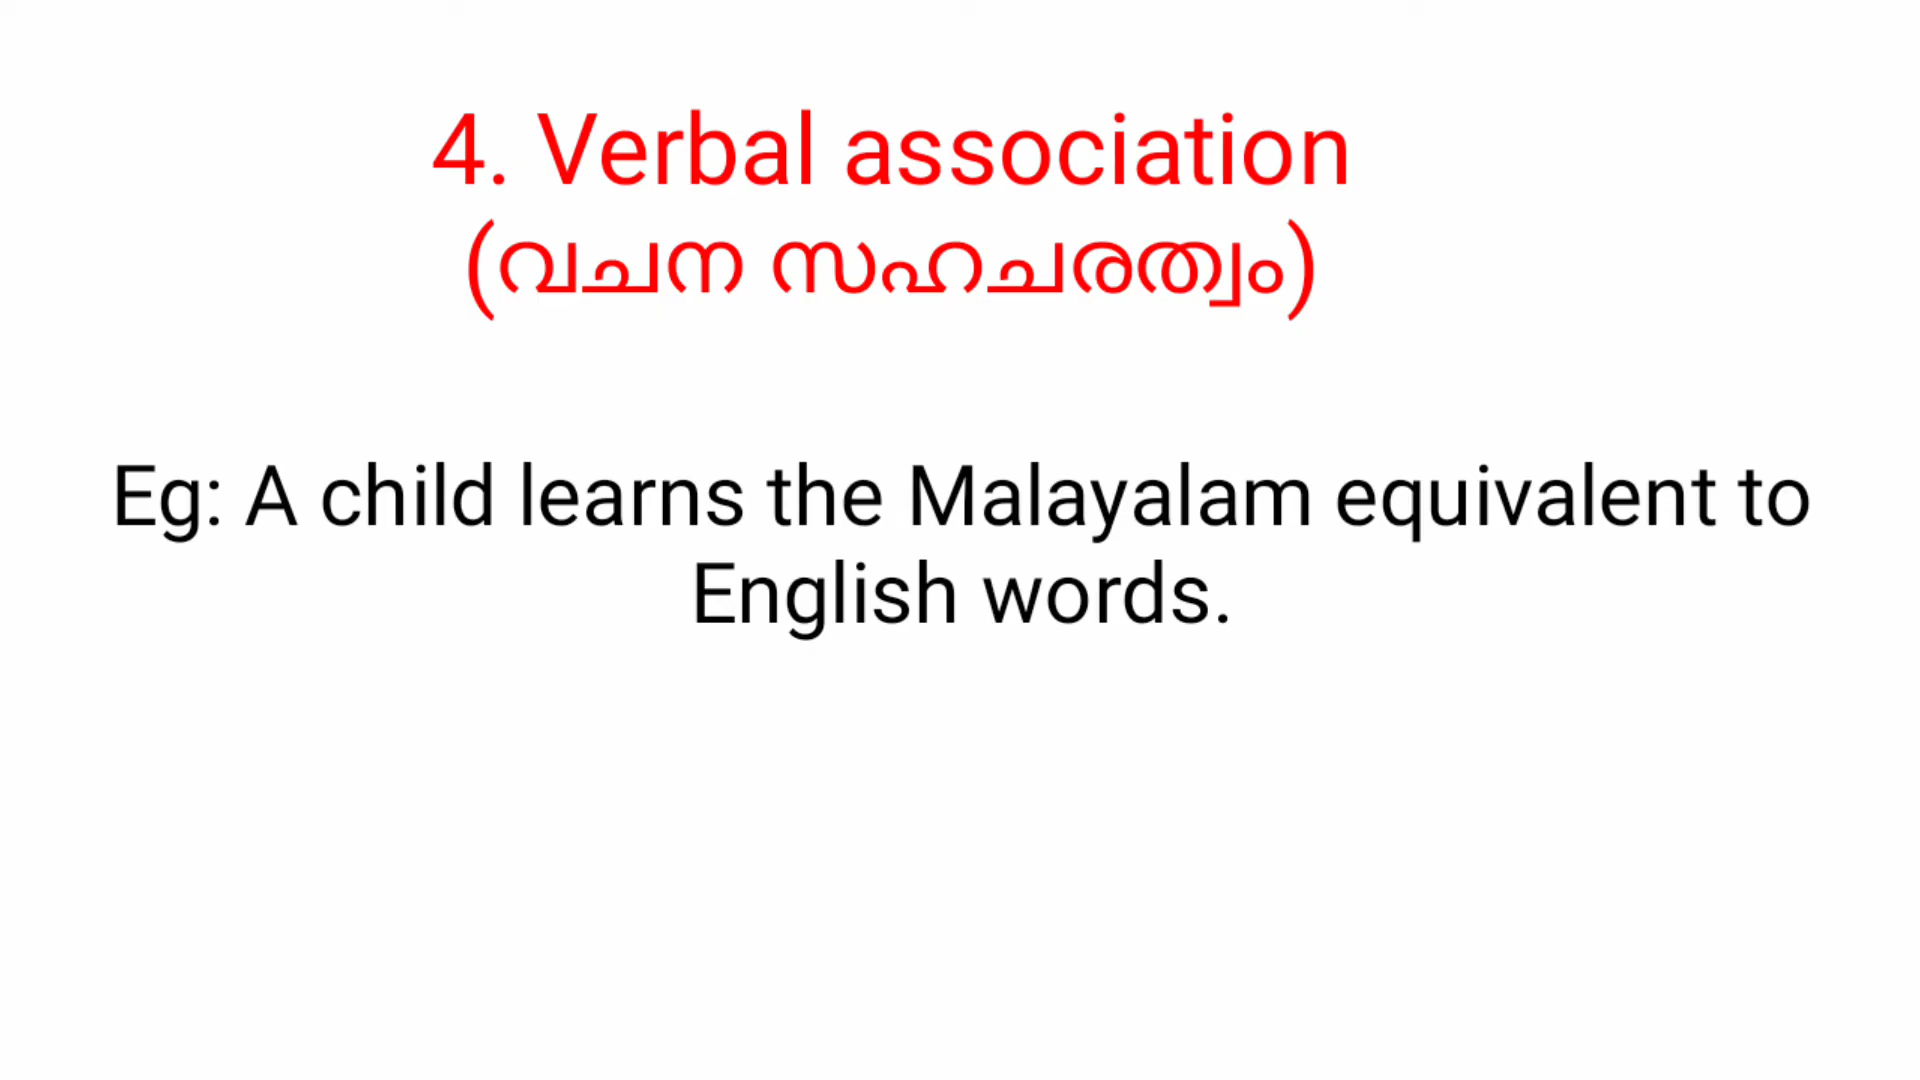 4. Verbal association
(വചന സഹചരത്വം)
Eg: A child learns the Malayalam equivalent to
English words.